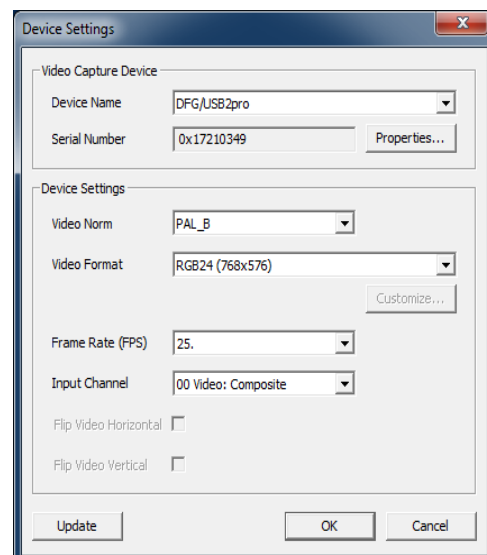 Device Settings
Video Capture Device
Device Name DFG/USB2pro
Serial Number 0x17210349 Properties...
Device Settings
Video Norm PAL_B
Video Format RGB24 (768x576)
Customize...
Frame Rate (FPS) 25.
Input Channel 00 Video: Composite
Flip Video Horizontal
Flip Video Vertical
Update OK Cancel